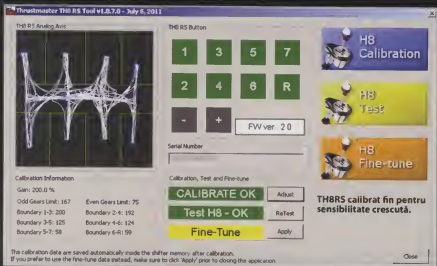 Thrustmaster TH8 RS Tool v1.8.7.0 - July 6, 2011
TH8 RS Analog Axis
TH8 RS Button
1 3 5 7
2 4 6 8 R
- +
FW ver. 2.0
Serial Number
H8
Calibration
H8
Test
H8
Fine-tune
Calibration Information
Gain: 200.0 %
Odd Gears Limit: 167 Even Gears Limit: 75
Boundary 1-3: 200 Boundary 2-4: 192
Boundary 3-5: 125 Boundary 4-6: 124
Boundary 5-7: 58 Boundary 6-R: 59
Calibration, Test and Fine-tune
CALIBRATE OK Adjust
Test H8 - OK ReTest
Fine-Tune Apply
TH8RS calibrat fin pentru
sensibilitate crescută.
The calibration data are saved automatically inside the shifter memory after calibration.
If you prefer to use the fine-tune data instead, make sure to click 'Apply' prior to closing the application
Close